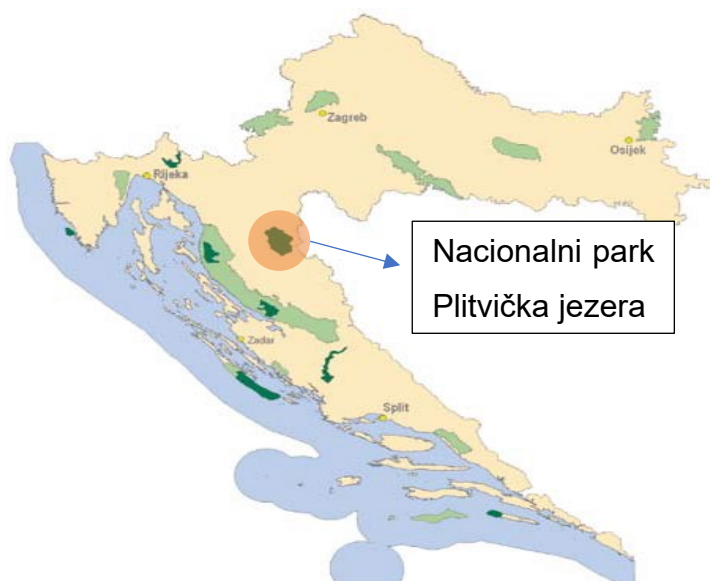 Zagreb
Osijek
Rijeka
Nacionalni park
Plitvička jezera
Zadar
Split